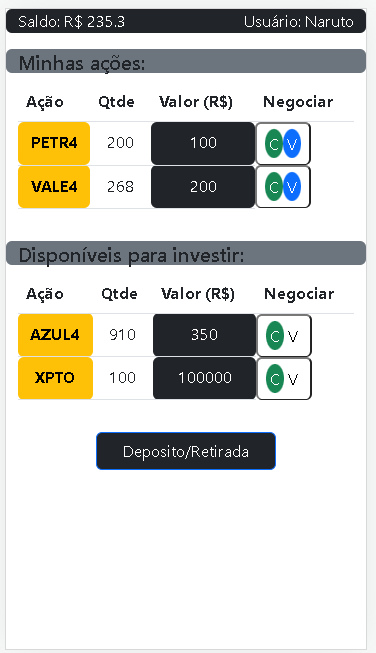 Saldo: R$ 235.3 Usuário: Naruto
Minhas ações:
Ação Qtde Valor (R$) Negociar
PETR4 200 100 C V
VALE4 268 200 C V
Disponíveis para investir:
Ação Qtde Valor (R$) Negociar
AZUL4 910 350 C V
XPTO 100 100000 C V
Deposito/Retirada